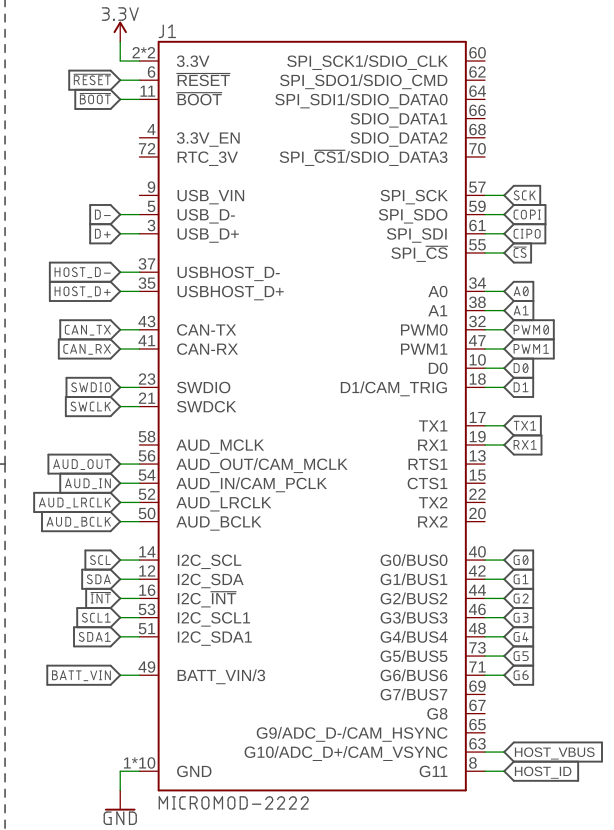 3.3V
J1
2*2 3.3V SPI_SCK1/SDIO_CLK 60
RESET 6 RESET SPI_SDO1/SDIO_CMD 62
BOOT 11 BOOT SPI_SDI1/SDIO_DATA0 64
SDIO_DATA1 66
4 3.3V_EN SDIO_DATA2 68
72 RTC_3V SPI_CS1/SDIO_DATA3 70
9 USB_VIN SPI_SCK 57 SCK
D- 5 USB_D- SPI_SDO 59 COPI
D+ 3 USB_D+ SPI_SDI 61 CIPO
SPI_CS 55 CS
HOST_D- 37 USBHOST_D-
HOST_D+ 35 USBHOST_D+ A0 34 A0
A1 38 A1
CAN_TX 43 CAN-TX PWM0 32 PWM0
CAN_RX 41 CAN-RX PWM1 47 PWM1
D0 10 D0
SWDIO 23 SWDIO D1/CAM_TRIG 18 D1
SWCLK 21 SWDCK
TX1 17 TX1
58 AUD_MCLK RX1 19 RX1
AUD_OUT 56 AUD_OUT/CAM_MCLK RTS1 13
AUD_IN 54 AUD_IN/CAM_PCLK CTS1 15
AUD_LRCLK 52 AUD_LRCLK TX2 22
AUD_BCLK 50 AUD_BCLK RX2 20
SCL 14 I2C_SCL G0/BUS0 40 G0
SDA 12 I2C_SDA G1/BUS1 42 G1
INT 16 I2C_INT G2/BUS2 44 G2
SCL1 53 I2C_SCL1 G3/BUS3 46 G3
SDA1 51 I2C_SDA1 G4/BUS4 48 G4
G5/BUS5 73 G5
BATT_VIN 49 BATT_VIN/3 G6/BUS6 71 G6
G7/BUS7 69
G8 67
G9/ADC_D-/CAM_HSYNC 65
G10/ADC_D+/CAM_VSYNC 63 HOST_VBUS
1*10 GND G11 8 HOST_ID
MICROMOD-2222
GND